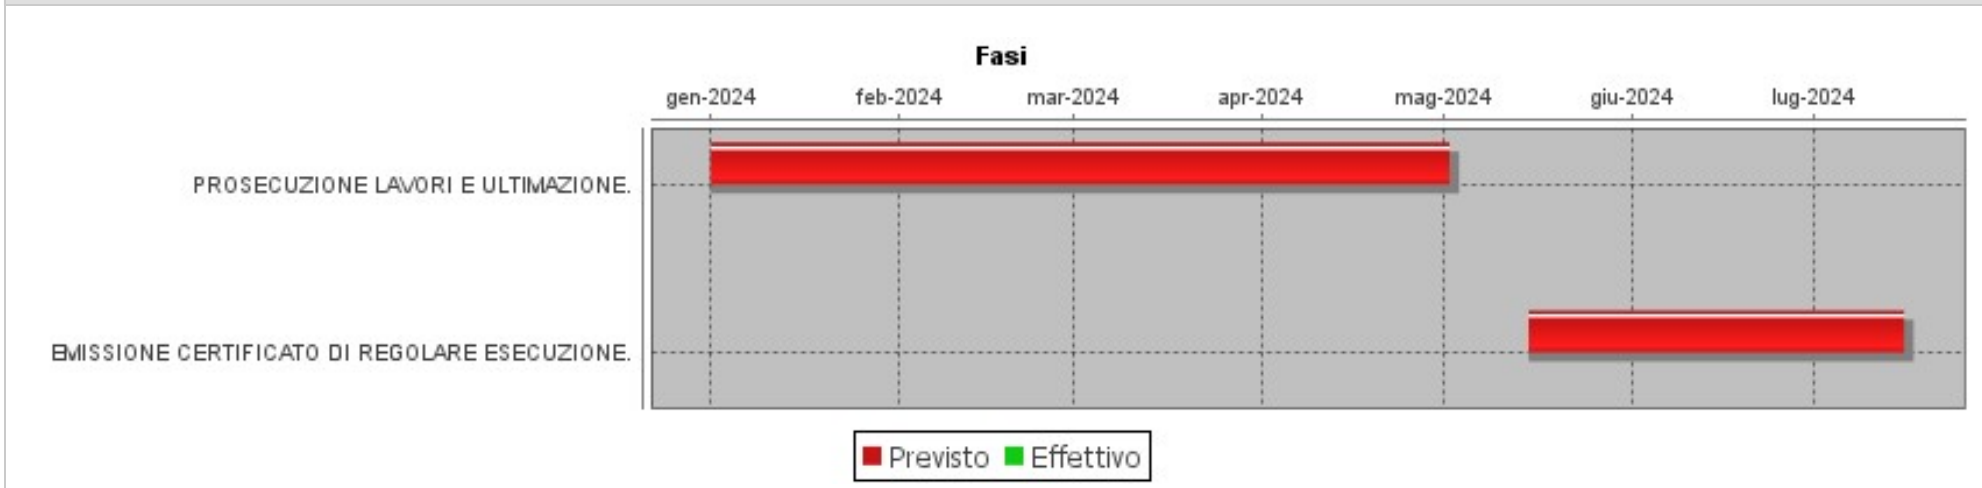 Fasi
gen-2024 feb-2024 mar-2024 apr-2024 mag-2024 giu-2024 lug-2024
PROSECUZIONE LAVORI E ULTIMAZIONE.
EMISSIONE CERTIFICATO DI REGOLARE ESECUZIONE.
Previsto Effettivo